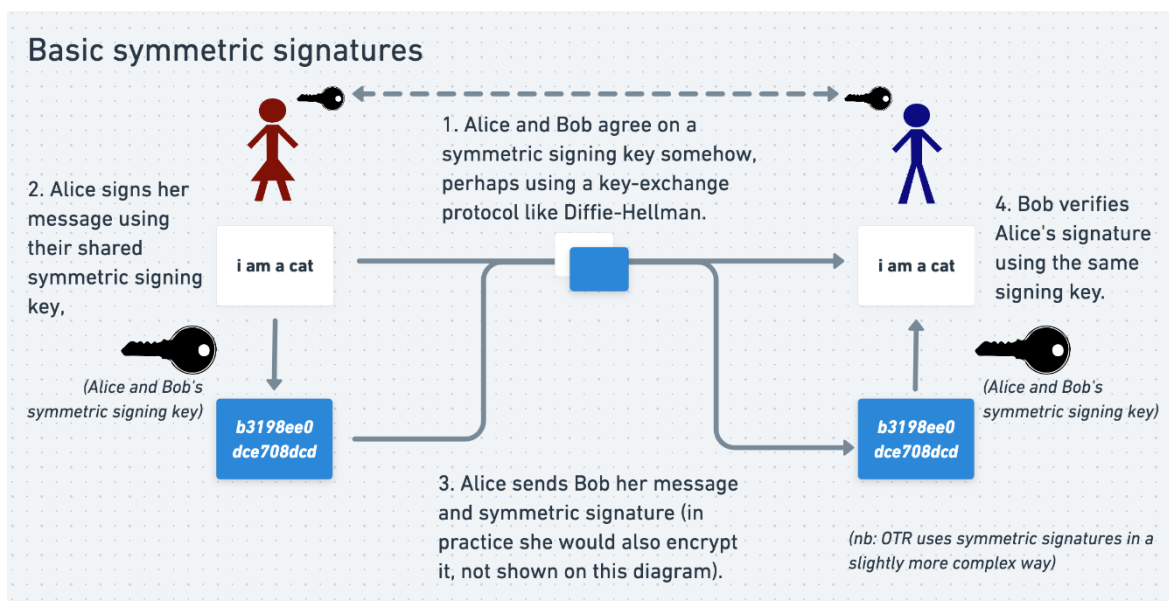 Basic symmetric signatures
1. Alice and Bob agree on a
symmetric signing key somehow,
perhaps using a key-exchange
protocol like Diffie-Hellman.
2. Alice signs her
message using
their shared
symmetric signing
key,
i am a cat
(Alice and Bob's
symmetric signing key)
b3198ee0
dce708dcd
3. Alice sends Bob her message
and symmetric signature (in
practice she would also encrypt
it, not shown on this diagram).
i am a cat
4. Bob verifies
Alice's signature
using the same
signing key.
(Alice and Bob's
symmetric signing key)
b3198ee0
dce708dcd
(nb: OTR uses symmetric signatures in a
slightly more complex way)